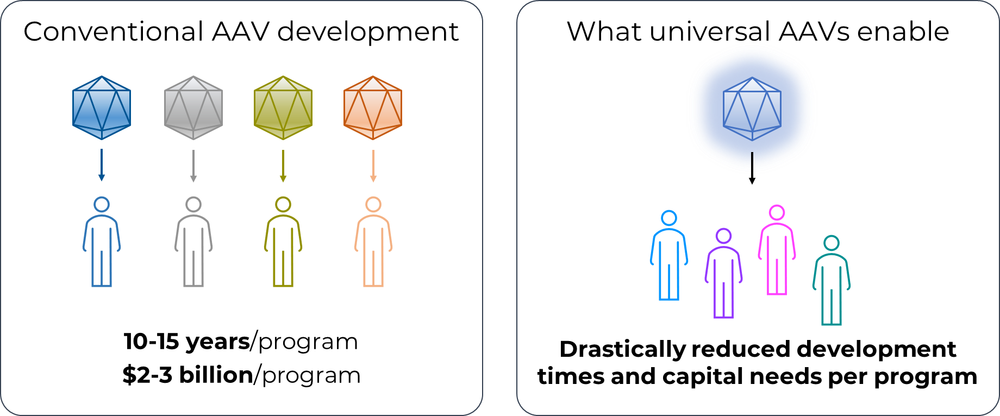 Conventional AAV development
10-15 years/program
$2-3 billion/program
What universal AAVs enable
Drastically reduced development
times and capital needs per program